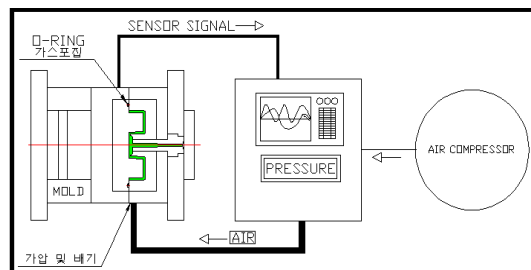 SENSOR SIGNAL
O-RING
가스포집
MOLD
PRESSURE
AIR COMPRESSOR
AIR
가압 및 배기